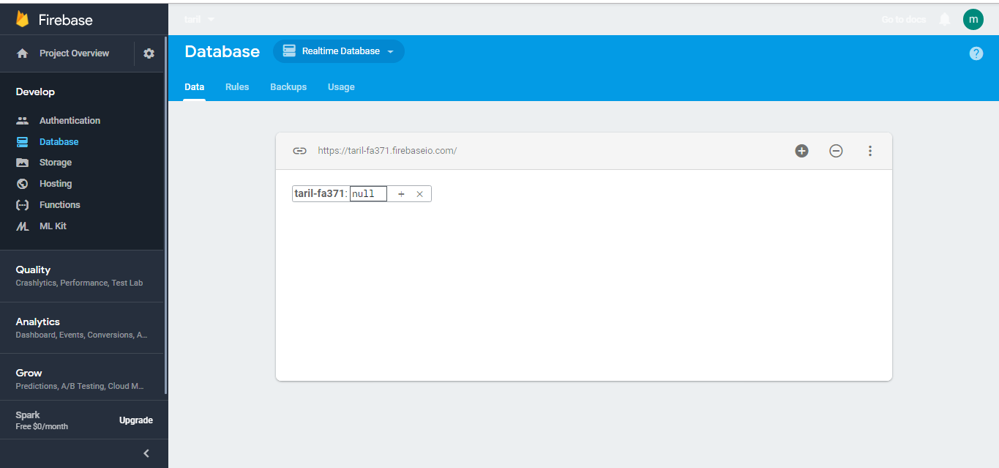 Firebase
taril
Go to docs
m
Project Overview
Database
Realtime Database
?
Data
Rules
Backups
Usage
Develop
Authentication
Database
Storage
Hosting
Functions
ML Kit
https://taril-fa371.firebaseio.com/
taril-fa371: null + ×
Quality
Crashlytics, Performance, Test Lab
Analytics
Dashboard, Events, Conversions, A...
Grow
Predictions, A/B Testing, Cloud M...
Spark
Free $0/month
Upgrade